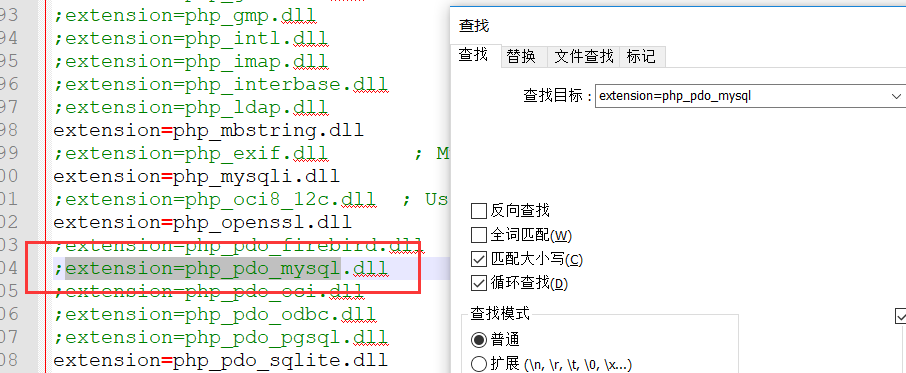 93 ;extension=php_gmp.dll
94 ;extension=php_intl.dll
95 ;extension=php_imap.dll
96 ;extension=php_interbase.dll
97 ;extension=php_ldap.dll
98 extension=php_mbstring.dll
99 ;extension=php_exif.dll ; M
00 extension=php_mysqli.dll
01 ;extension=php_oci8_12c.dll ; Us
02 extension=php_openssl.dll
03 ;extension=php_pdo_firebird.dll
04 ;extension=php_pdo_mysql.dll
05 ;extension=php_pdo_oci.dll
06 ;extension=php_pdo_odbc.dll
07 ;extension=php_pdo_pgsql.dll
08 extension=php_pdo_sqlite.dll
查找
查找 替换 文件查找 标记
查找目标: extension=php_pdo_mysql
反向查找
全词匹配(W)
匹配大小写(C)
循环查找(D)
查找模式
普通
扩展 (\n, \r, \t, \0, \x...)